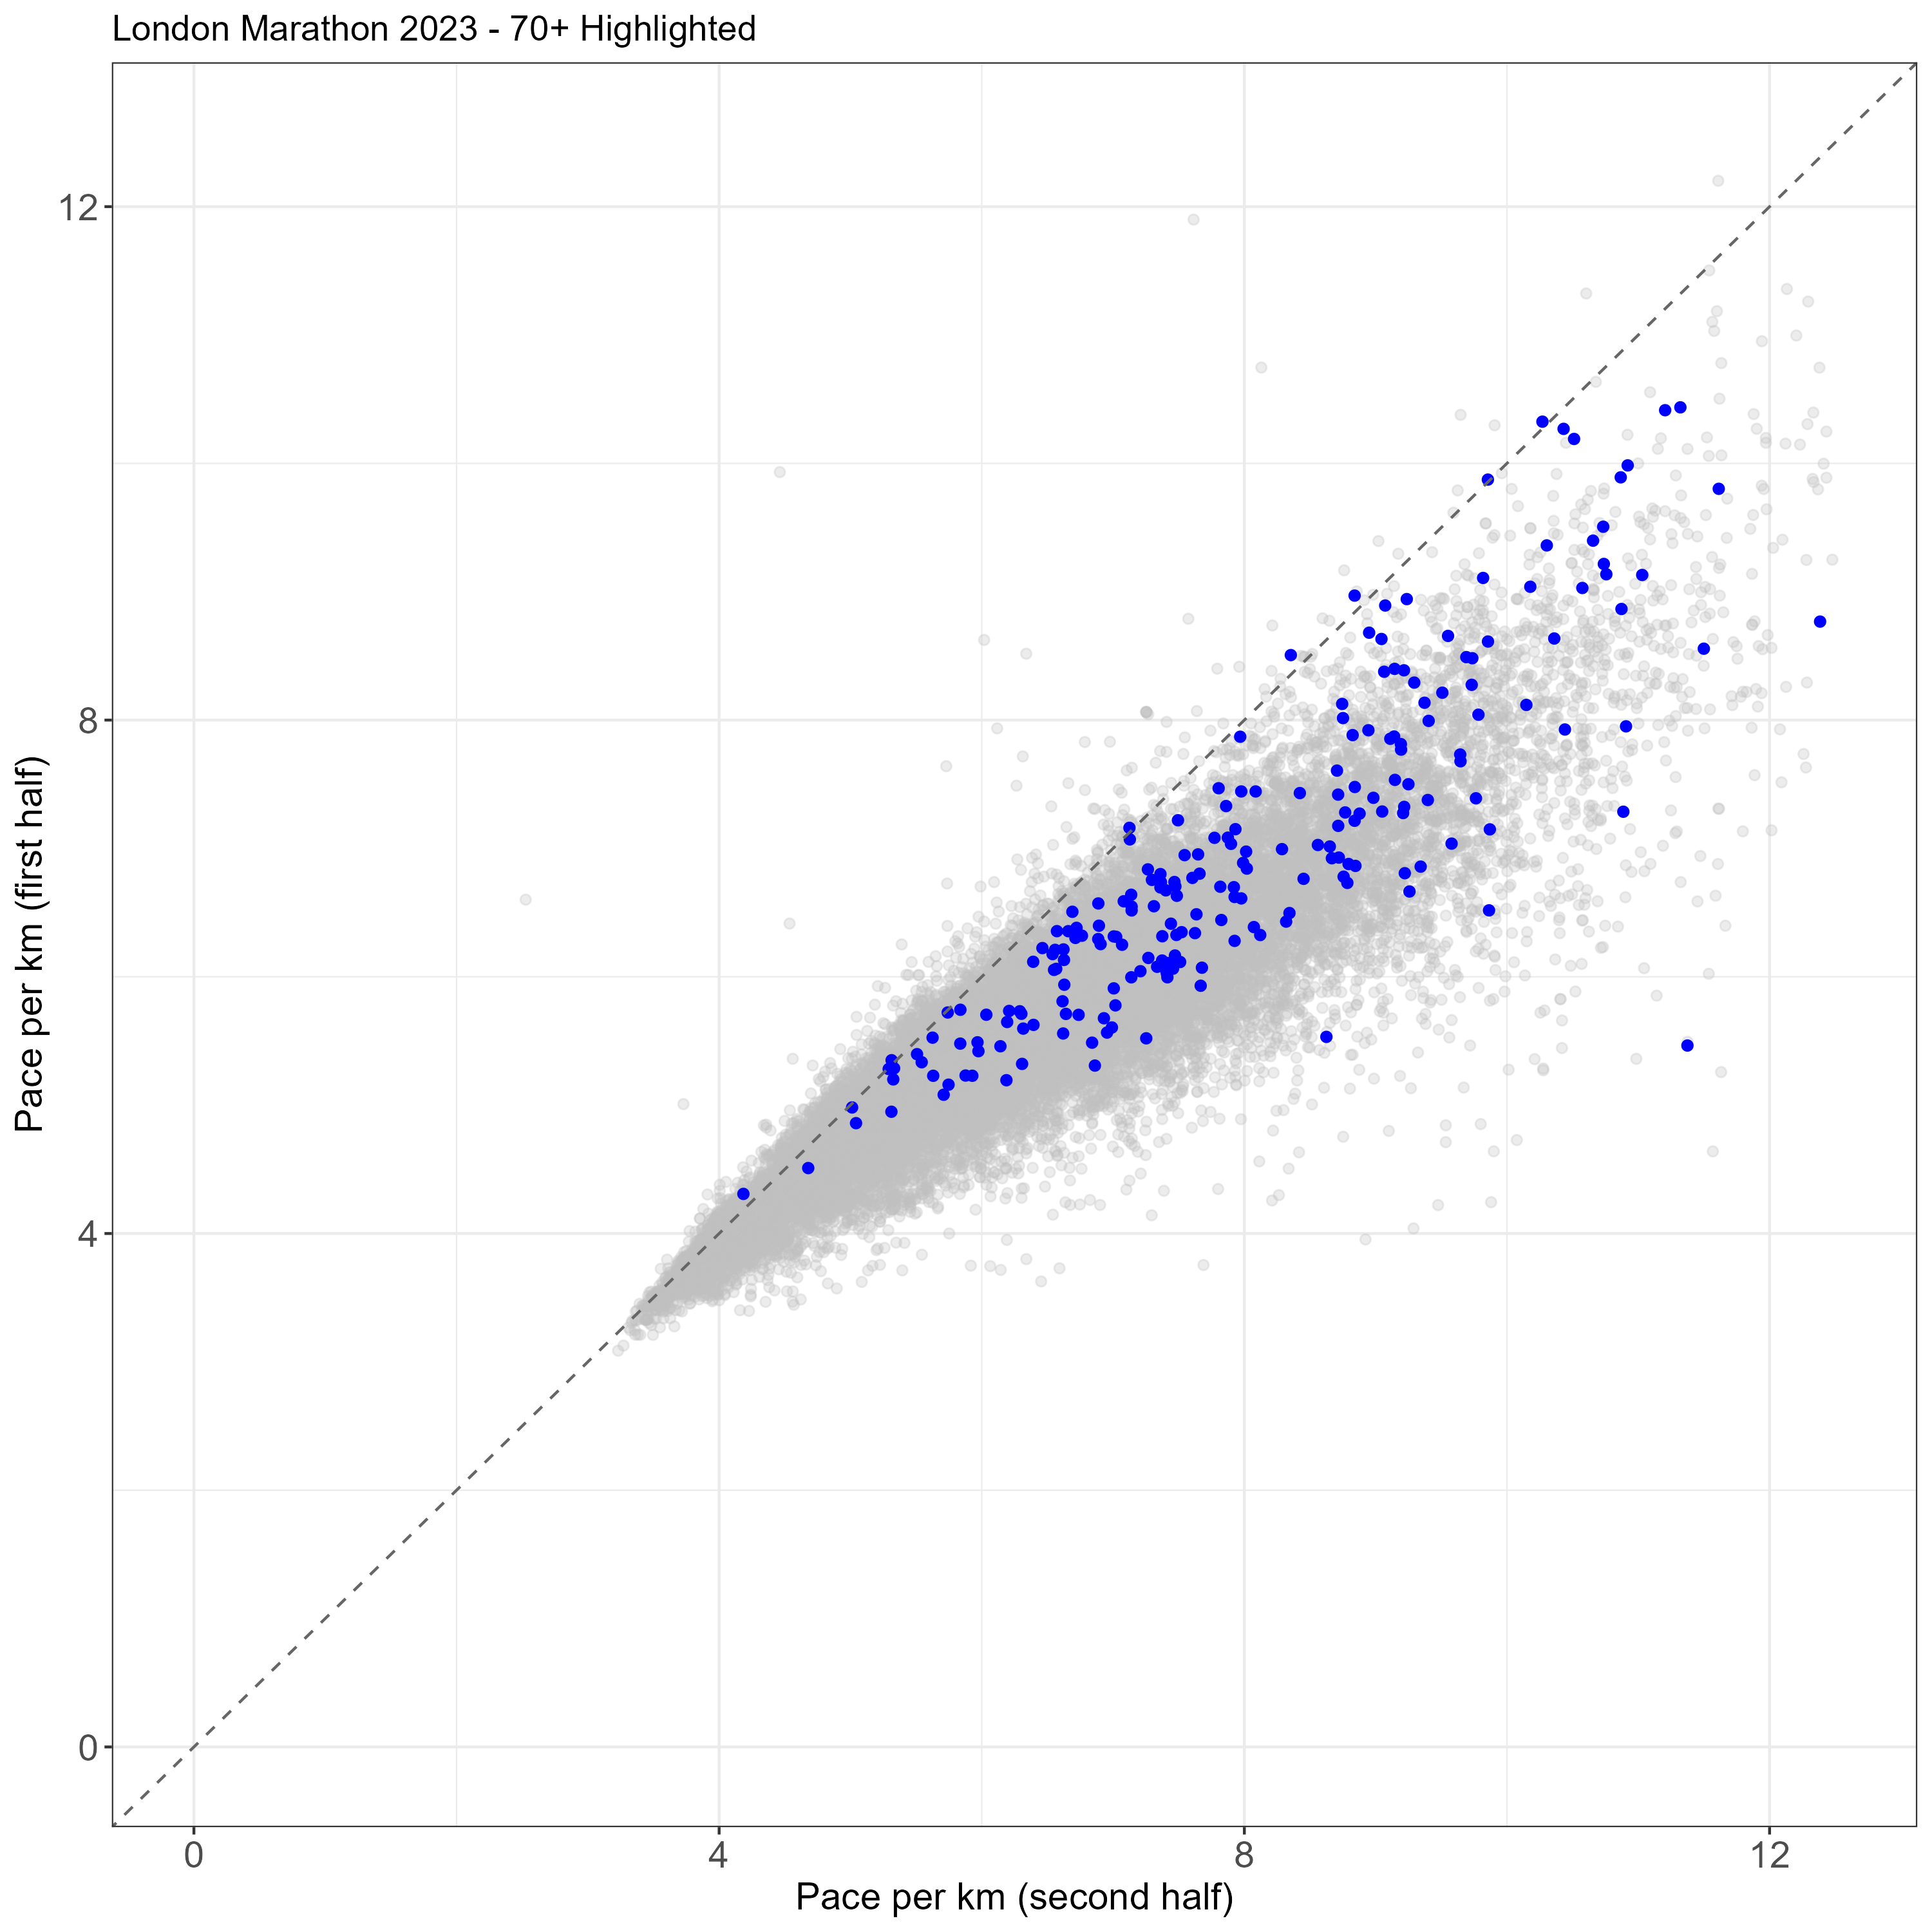 London Marathon 2023 - 70+ Highlighted
12
8
4
0
Pace per km (first half)
0 4 8 12
Pace per km (second half)